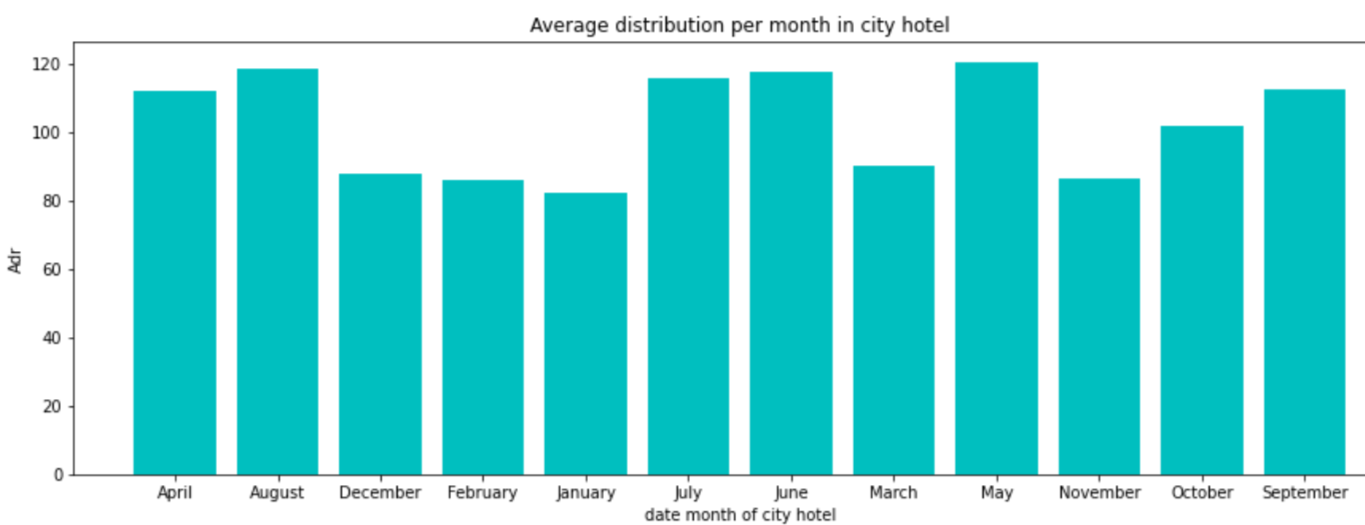 Average distribution per month in city hotel
Adr
120
100
80
60
40
20
0
April August December February January July June March May November October September
date month of city hotel